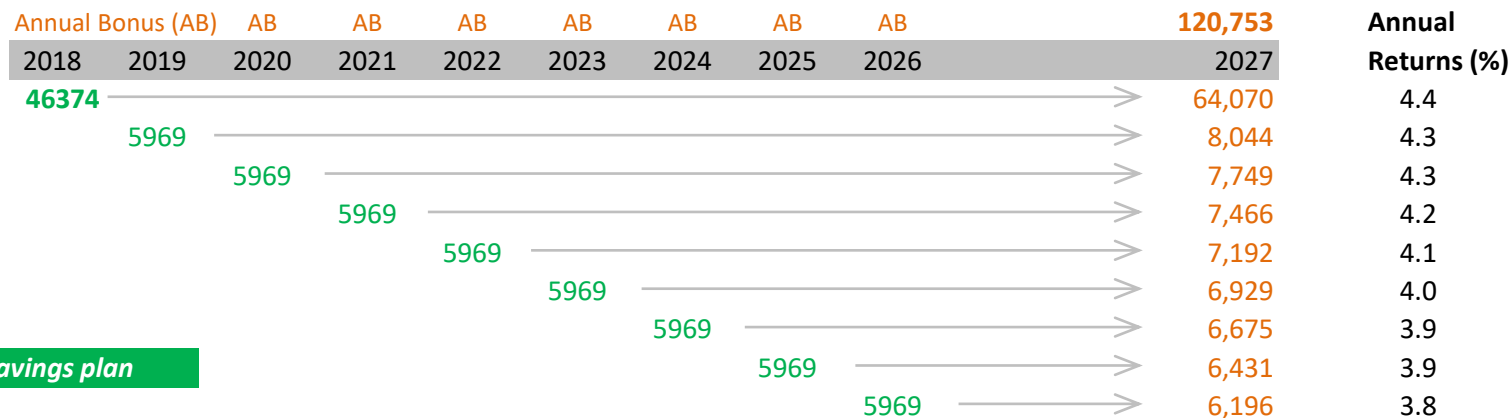 Annual Bonus (AB) AB AB AB AB AB AB AB 120,753 Annual
2018 2019 2020 2021 2022 2023 2024 2025 2026 2027 Returns (%)
46374 64,070 4.4
5969 8,044 4.3
5969 7,749 4.3
5969 7,466 4.2
5969 7,192 4.1
5969 6,929 4.0
5969 6,675 3.9
avings plan 5969 6,431 3.9
5969 6,196 3.8